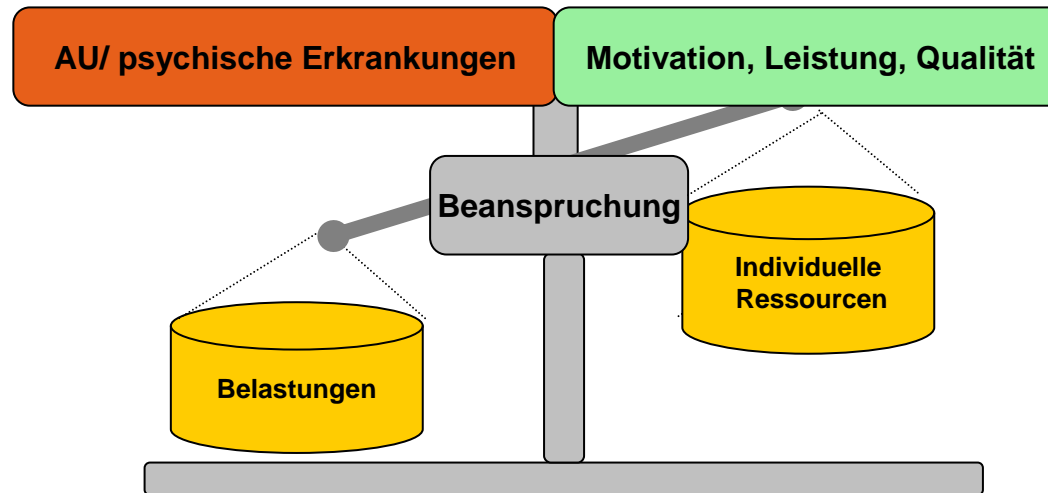 AU/ psychische Erkrankungen
Motivation, Leistung, Qualität
Beanspruchung
Individuelle
Ressourcen
Belastungen